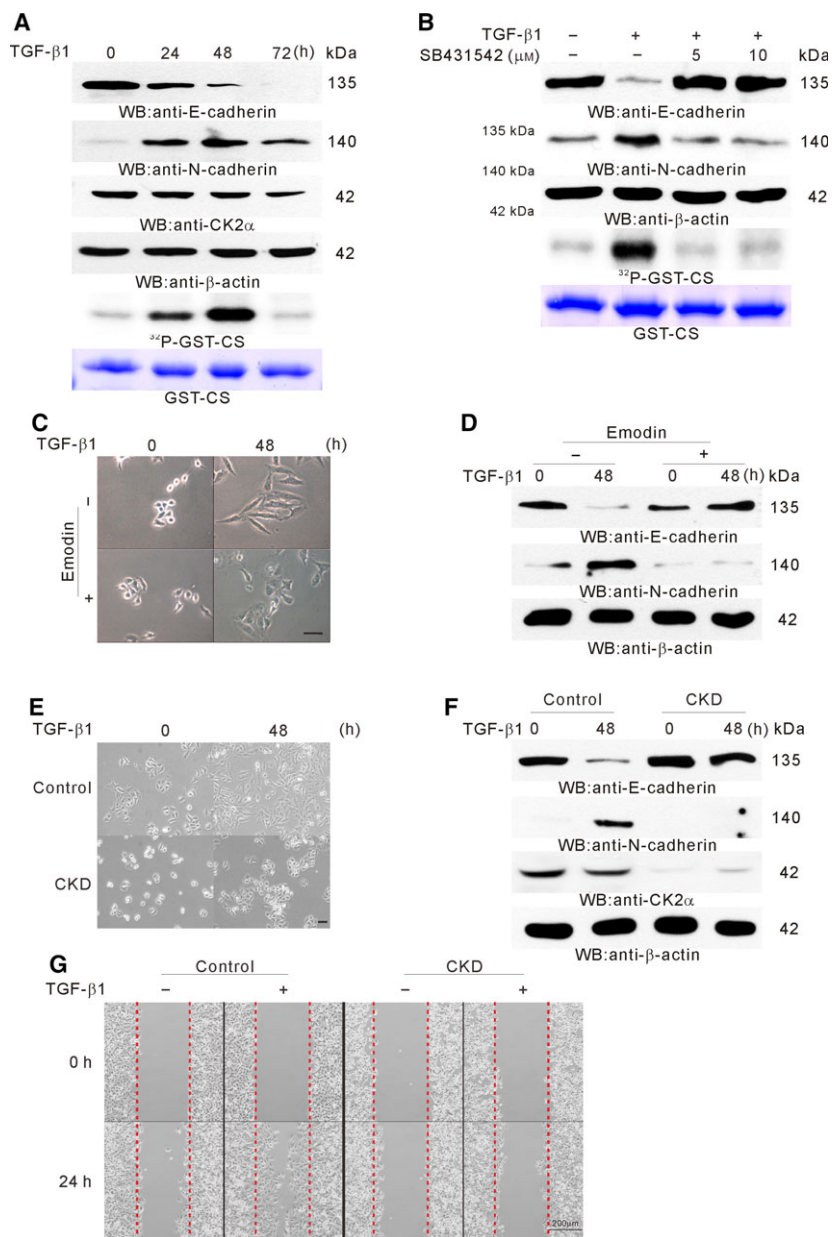 A
TGF-β1 0 24 48 72(h) kDa
135
WB:anti-E-cadherin
140
WB:anti-N-cadherin
42
WB:anti-CK2α
42
WB:anti-β-actin
³²P-GST-CS
GST-CS
B
TGF-β1 – + + +
SB431542 (μM) – – 5 10 kDa
135
WB:anti-E-cadherin
135 kDa
140
WB:anti-N-cadherin
140 kDa
42
42 kDa
WB:anti-β-actin
³²P-GST-CS
GST-CS
C
TGF-β1 0 48 (h)
Emodin
–
+
D
Emodin
– +
TGF-β1 0 48 0 48 (h) kDa
135
WB:anti-E-cadherin
140
WB:anti-N-cadherin
42
WB:anti-β-actin
E
TGF-β1 0 48 (h)
Control
CKD
F
Control CKD
TGF-β1 0 48 0 48 (h) kDa
135
WB:anti-E-cadherin
140
WB:anti-N-cadherin
42
WB:anti-CK2α
42
WB:anti-β-actin
G
Control CKD
TGF-β1 – + – +
0 h
24 h
200μm